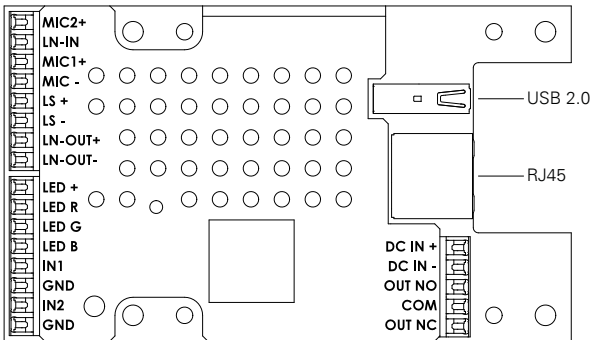 MIC2+
LN-IN
MIC1+
MIC -
LS +
LS -
LN-OUT+
LN-OUT-
LED +
LED R
LED G
LED B
IN1
GND
IN2
GND
USB 2.0
RJ45
DC IN +
DC IN -
OUT NO
COM
OUT NC